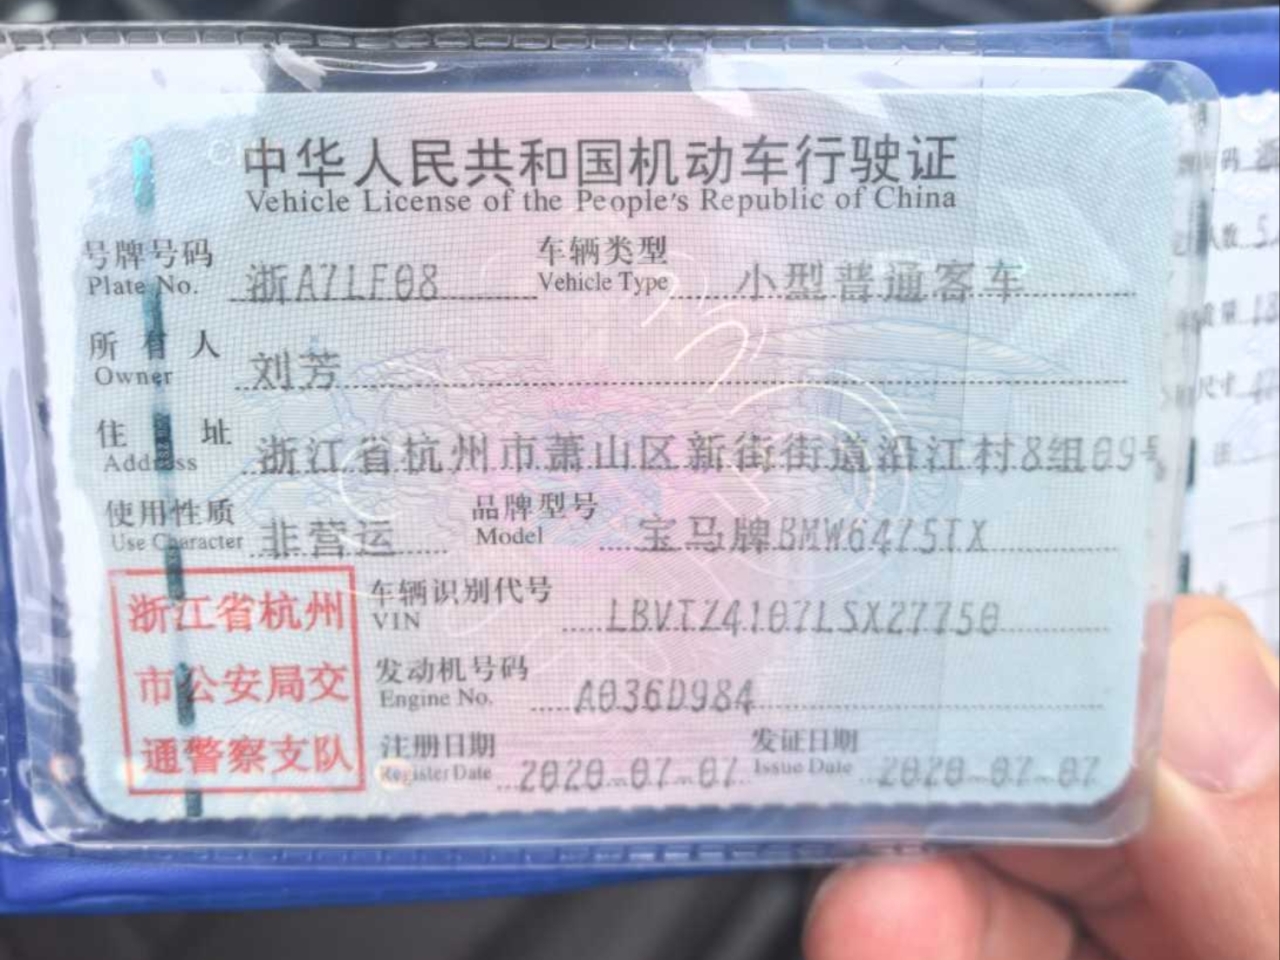 中华人民共和国机动车行驶证
Vehicle License of the People's Republic of China
号牌号码 浙A7LF08 车辆类型 小型普通客车
Plate No. Vehicle Type
所有人 刘芳
Owner
住址 浙江省杭州市萧山区新街街道沿江村8组09号
Address
使用性质 非营运 品牌型号 宝马牌BMW6475TX
Use Character Model
浙江省杭州
市公安局交
通警察支队
车辆识别代号 LBVTZ4107LSX27750
VIN
发动机号码 A036D984
Engine No.
注册日期 2020-07-07 发证日期 2020-07-07
Register Date Issue Date